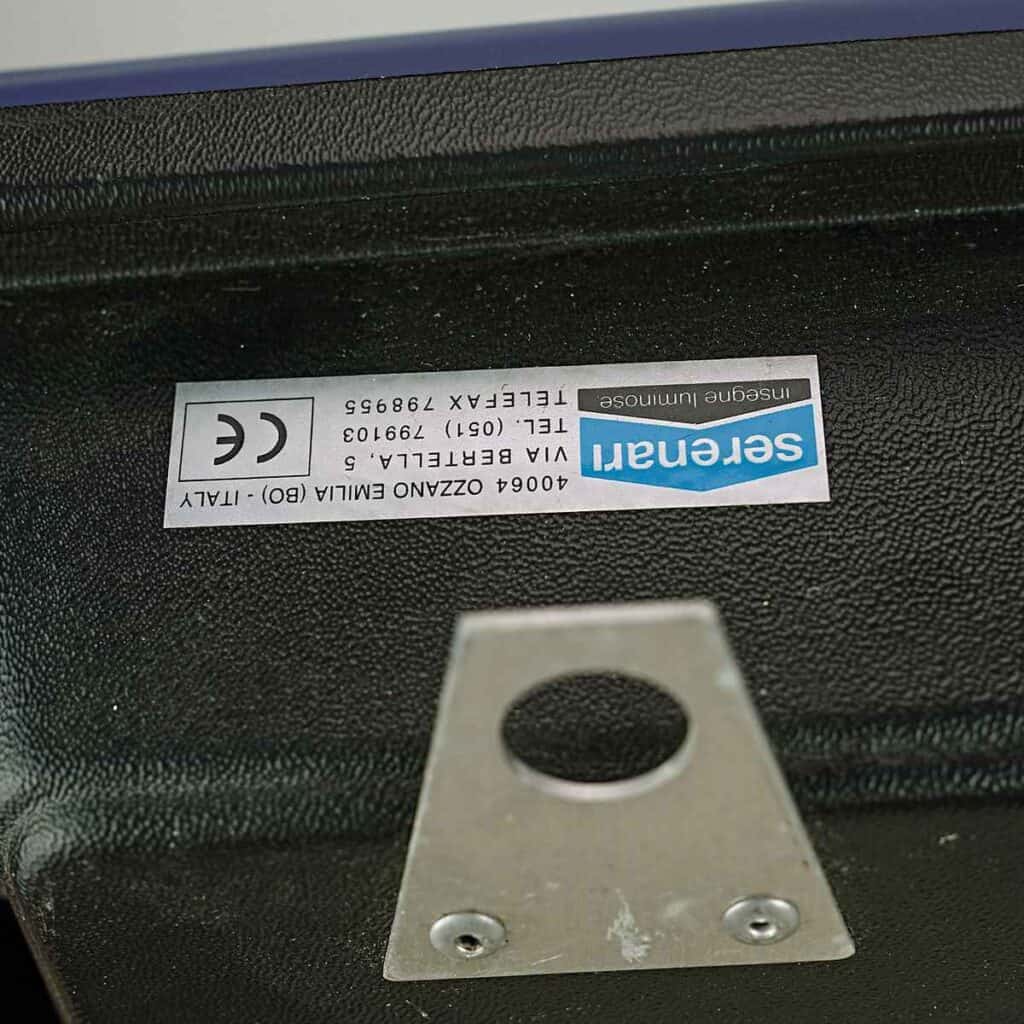 serenari
insegne luminose.
40064 OZZANO EMILIA (BO) - ITALY
VIA BERTELLA, 5
TEL. (051) 799103
TELEFAX 798955
CE